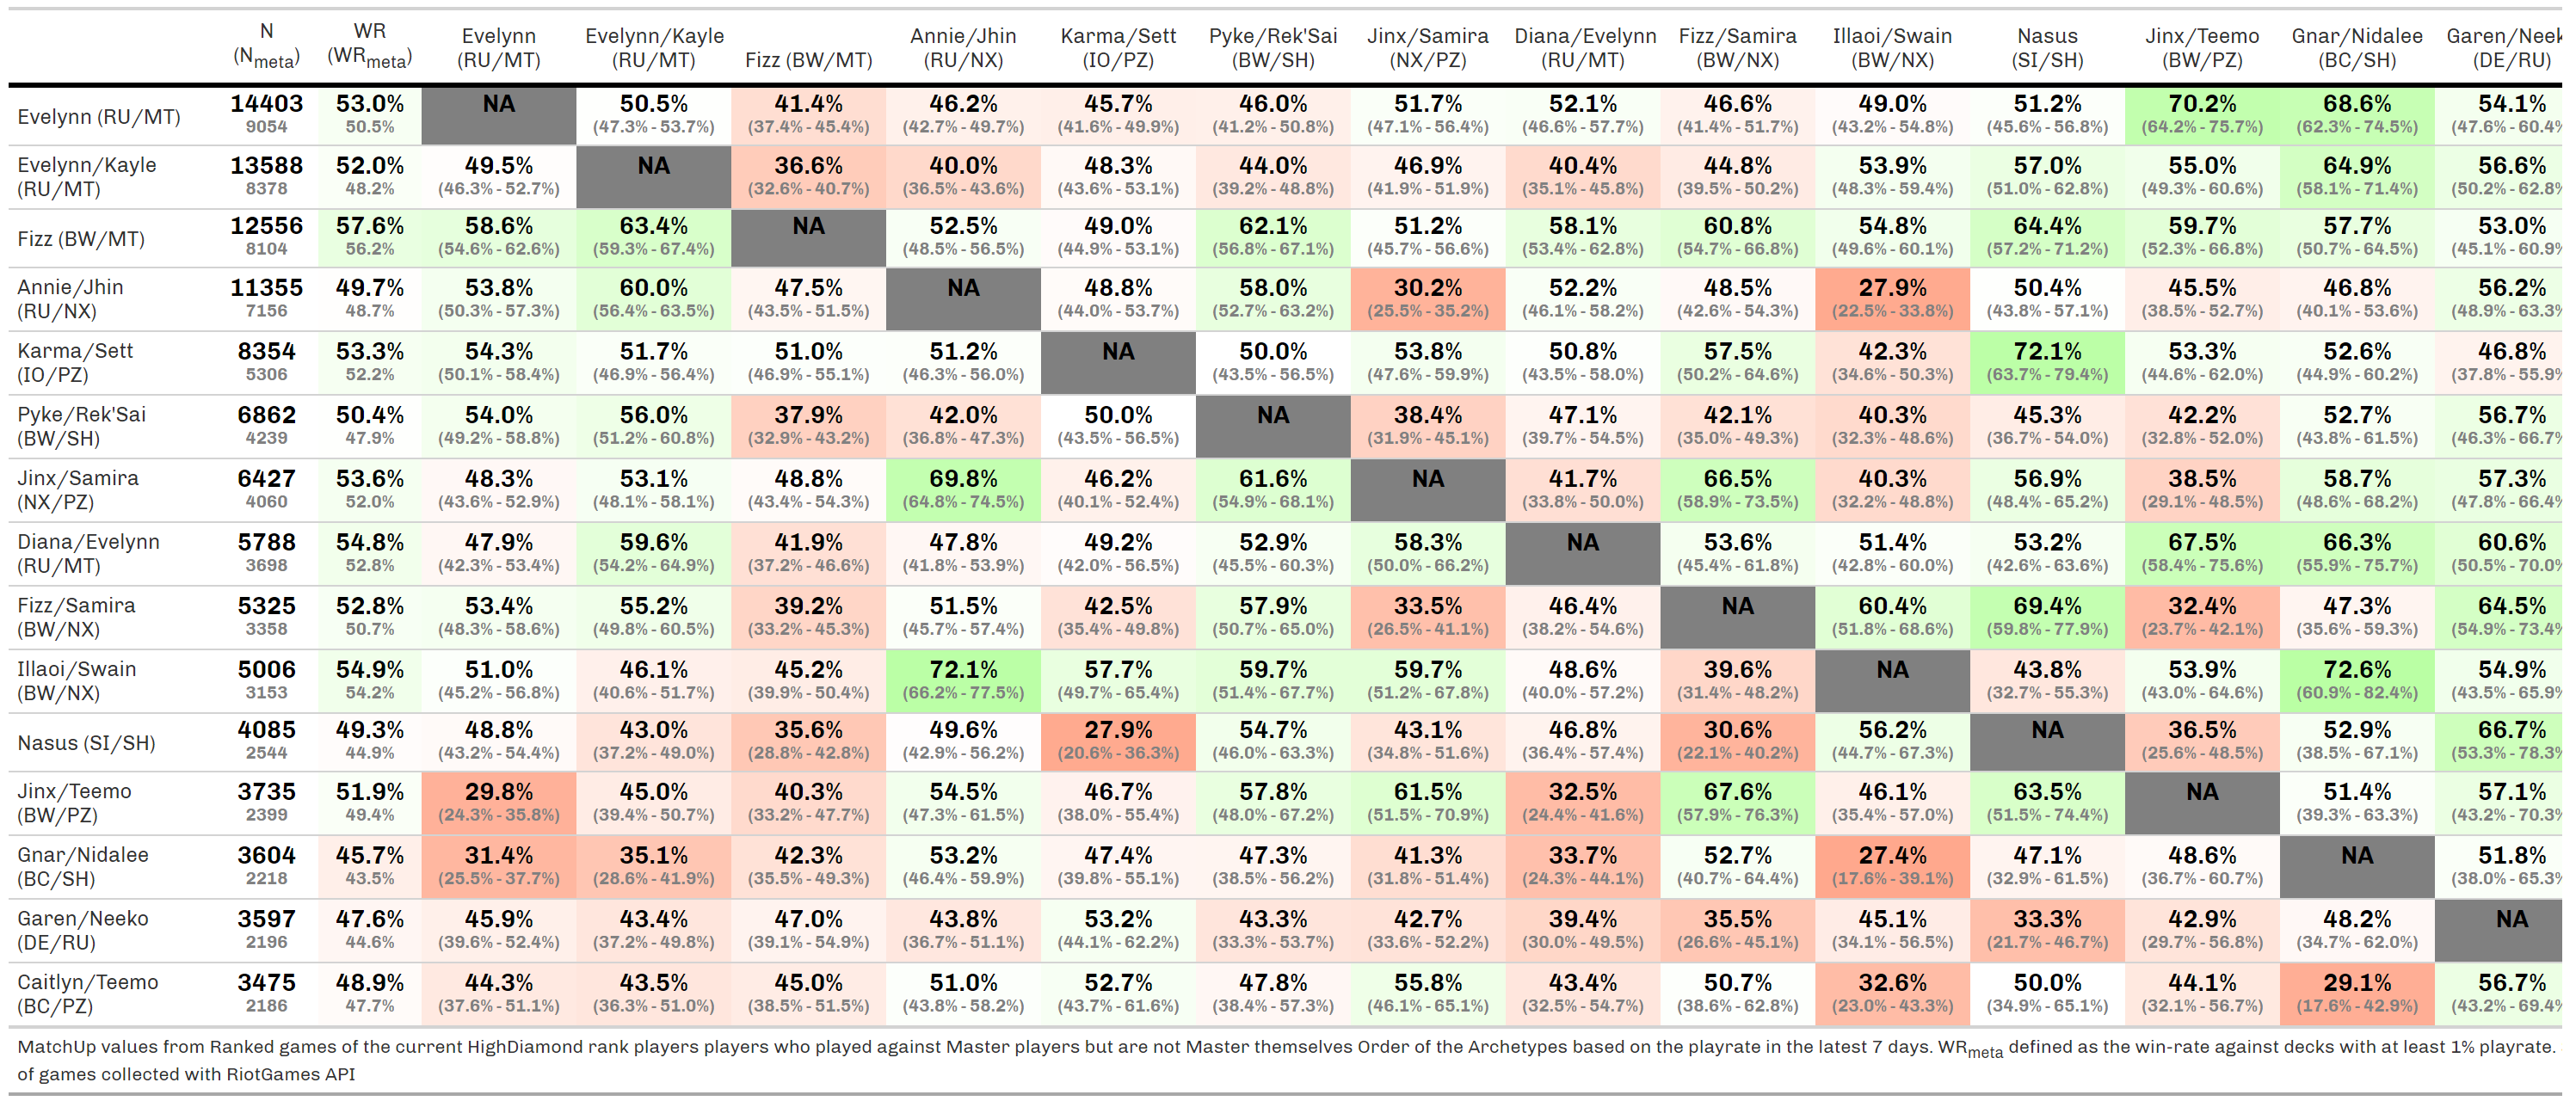 N WR Evelynn Evelynn/Kayle Fizz (BW/MT) Annie/Jhin Karma/Sett Pyke/Rek'Sai Jinx/Samira Diana/Evelynn Fizz/Samira Illaoi/Swain Nasus Jinx/Teemo Gnar/Nidalee Garen/Neek
(Nmeta) (WRmeta) (RU/MT) (RU/MT) (RU/NX) (IO/PZ) (BW/SH) (NX/PZ) (RU/MT) (BW/NX) (BW/NX) (SI/SH) (BW/PZ) (BC/SH) (DE/RU)
Evelynn (RU/MT) 14403 53.0% NA 50.5% 41.4% 46.2% 45.7% 46.0% 51.7% 52.1% 46.6% 49.0% 51.2% 70.2% 68.6% 54.1%
9054 50.5% (47.3% - 53.7%) (37.4% - 45.4%) (42.7% - 49.7%) (41.6% - 49.9%) (41.2% - 50.8%) (47.1% - 56.4%) (46.6% - 57.7%) (41.4% - 51.7%) (43.2% - 54.8%) (45.6% - 56.8%) (64.2% - 75.7%) (62.3% - 74.5%) (47.6% - 60.4%
Evelynn/Kayle 13588 52.0% 49.5% NA 36.6% 40.0% 48.3% 44.0% 46.9% 40.4% 44.8% 53.9% 57.0% 55.0% 64.9% 56.6%
(RU/MT) 8378 48.2% (46.3% - 52.7%) (32.6% - 40.7%) (36.5% - 43.6%) (43.6% - 53.1%) (39.2% - 48.8%) (41.9% - 51.9%) (35.1% - 45.8%) (39.5% - 50.2%) (48.3% - 59.4%) (51.0% - 62.8%) (49.3% - 60.6%) (58.1% - 71.4%) (50.2% - 62.8%
Fizz (BW/MT) 12556 57.6% 58.6% 63.4% NA 52.5% 49.0% 62.1% 51.2% 58.1% 60.8% 54.8% 64.4% 59.7% 57.7% 53.0%
8104 56.2% (54.6% - 62.6%) (59.3% - 67.4%) (48.5% - 56.5%) (44.9% - 53.1%) (56.8% - 67.1%) (45.7% - 56.6%) (53.4% - 62.8%) (54.7% - 66.8%) (49.6% - 60.1%) (57.2% - 71.2%) (52.3% - 66.8%) (50.7% - 64.5%) (45.1% - 60.9%
Annie/Jhin 11355 49.7% 53.8% 60.0% 47.5% NA 48.8% 58.0% 30.2% 52.2% 48.5% 27.9% 50.4% 45.5% 46.8% 56.2%
(RU/NX) 7156 48.7% (50.3% - 57.3%) (56.4% - 63.5%) (43.5% - 51.5%) (44.0% - 53.7%) (52.7% - 63.2%) (25.5% - 35.2%) (46.1% - 58.2%) (42.6% - 54.3%) (22.5% - 33.8%) (43.8% - 57.1%) (38.5% - 52.7%) (40.1% - 53.6%) (48.9% - 63.3%
Karma/Sett 8354 53.3% 54.3% 51.7% 51.0% 51.2% NA 50.0% 53.8% 50.8% 57.5% 42.3% 72.1% 53.3% 52.6% 46.8%
(IO/PZ) 5306 52.2% (50.1% - 58.4%) (46.9% - 56.4%) (46.9% - 55.1%) (46.3% - 56.0%) (43.5% - 56.5%) (47.6% - 59.9%) (43.5% - 58.0%) (50.2% - 64.6%) (34.6% - 50.3%) (63.7% - 79.4%) (44.6% - 62.0%) (44.9% - 60.2%) (37.8% - 55.9%
Pyke/Rek'Sai 6862 50.4% 54.0% 56.0% 37.9% 42.0% 50.0% NA 38.4% 47.1% 42.1% 40.3% 45.3% 42.2% 52.7% 56.7%
(BW/SH) 4239 47.9% (49.2% - 58.8%) (51.2% - 60.8%) (32.9% - 43.2%) (36.8% - 47.3%) (43.5% - 56.5%) (31.9% - 45.1%) (39.7% - 54.5%) (35.0% - 49.3%) (32.3% - 48.6%) (36.7% - 54.0%) (32.8% - 52.0%) (43.8% - 61.5%) (46.3% - 66.7%
Jinx/Samira 6427 53.6% 48.3% 53.1% 48.8% 69.8% 46.2% 61.6% NA 41.7% 66.5% 40.3% 56.9% 38.5% 58.7% 57.3%
(NX/PZ) 4060 52.0% (43.6% - 52.9%) (48.1% - 58.1%) (43.4% - 54.3%) (64.8% - 74.5%) (40.1% - 52.4%) (54.9% - 68.1%) (33.8% - 50.0%) (58.9% - 73.5%) (32.2% - 48.8%) (48.4% - 65.2%) (29.1% - 48.5%) (48.6% - 68.2%) (47.8% - 66.4%
Diana/Evelynn 5788 54.8% 47.9% 59.6% 41.9% 47.8% 49.2% 52.9% 58.3% NA 53.6% 51.4% 53.2% 67.5% 66.3% 60.6%
(RU/MT) 3698 52.8% (42.3% - 53.4%) (54.2% - 64.9%) (37.2% - 46.6%) (41.8% - 53.9%) (42.0% - 56.5%) (45.5% - 60.3%) (50.0% - 66.2%) (45.4% - 61.8%) (42.8% - 60.0%) (42.6% - 63.6%) (58.4% - 75.6%) (55.9% - 75.7%) (50.5% - 70.0%
Fizz/Samira 5325 52.8% 53.4% 55.2% 39.2% 51.5% 42.5% 57.9% 33.5% 46.4% NA 60.4% 69.4% 32.4% 47.3% 64.5%
(BW/NX) 3358 50.7% (48.3% - 58.6%) (49.8% - 60.5%) (33.2% - 45.3%) (45.7% - 57.4%) (35.4% - 49.8%) (50.7% - 65.0%) (26.5% - 41.1%) (38.2% - 54.6%) (51.8% - 68.6%) (59.8% - 77.9%) (23.7% - 42.1%) (35.6% - 59.3%) (54.9% - 73.4%
Illaoi/Swain 5006 54.9% 51.0% 46.1% 45.2% 72.1% 57.7% 59.7% 59.7% 48.6% 39.6% NA 43.8% 53.9% 72.6% 54.9%
(BW/NX) 3153 54.2% (45.2% - 56.8%) (40.6% - 51.7%) (39.9% - 50.4%) (66.2% - 77.5%) (49.7% - 65.4%) (51.4% - 67.7%) (51.2% - 67.8%) (40.0% - 57.2%) (31.4% - 48.2%) (32.7% - 55.3%) (43.0% - 64.6%) (60.9% - 82.4%) (43.5% - 65.9%
Nasus (SI/SH) 4085 49.3% 48.8% 43.0% 35.6% 49.6% 27.9% 54.7% 43.1% 46.8% 30.6% 56.2% NA 36.5% 52.9% 66.7%
2544 44.9% (43.2% - 54.4%) (37.2% - 49.0%) (28.8% - 42.8%) (42.9% - 56.2%) (20.6% - 36.3%) (46.0% - 63.3%) (34.8% - 51.6%) (36.4% - 57.4%) (22.1% - 40.2%) (44.7% - 67.3%) (25.6% - 48.5%) (38.5% - 67.1%) (53.3% - 78.3%
Jinx/Teemo 3735 51.9% 29.8% 45.0% 40.3% 54.5% 46.7% 57.8% 61.5% 32.5% 67.6% 46.1% 63.5% NA 51.4% 57.1%
(BW/PZ) 2399 49.4% (24.3% - 35.8%) (39.4% - 50.7%) (33.2% - 47.7%) (47.3% - 61.5%) (38.0% - 55.4%) (48.0% - 67.2%) (51.5% - 70.9%) (24.4% - 41.6%) (57.9% - 76.3%) (35.4% - 57.0%) (51.5% - 74.4%) (39.3% - 63.3%) (43.2% - 70.3%
Gnar/Nidalee 3604 45.7% 31.4% 35.1% 42.3% 53.2% 47.4% 47.3% 41.3% 33.7% 52.7% 27.4% 47.1% 48.6% NA 51.8%
(BC/SH) 2218 43.5% (25.5% - 37.7%) (28.6% - 41.9%) (35.5% - 49.3%) (46.4% - 59.9%) (39.8% - 55.1%) (38.5% - 56.2%) (31.8% - 51.4%) (24.3% - 44.1%) (40.7% - 64.4%) (17.6% - 39.1%) (32.9% - 61.5%) (36.7% - 60.7%) (38.0% - 65.3%
Garen/Neeko 3597 47.6% 45.9% 43.4% 47.0% 43.8% 53.2% 43.3% 42.7% 39.4% 35.5% 45.1% 33.3% 42.9% 48.2% NA
(DE/RU) 2196 44.6% (39.6% - 52.4%) (37.2% - 49.8%) (39.1% - 54.9%) (36.7% - 51.1%) (44.1% - 62.2%) (33.3% - 53.7%) (33.6% - 52.2%) (30.0% - 49.5%) (26.6% - 45.1%) (34.1% - 56.5%) (21.7% - 46.7%) (29.7% - 56.8%) (34.7% - 62.0%)
Caitlyn/Teemo 3475 48.9% 44.3% 43.5% 45.0% 51.0% 52.7% 47.8% 55.8% 43.4% 50.7% 32.6% 50.0% 44.1% 29.1% 56.7%
(BC/PZ) 2186 47.7% (37.6% - 51.1%) (36.3% - 51.0%) (38.5% - 51.5%) (43.8% - 58.2%) (43.7% - 61.6%) (38.4% - 57.3%) (46.1% - 65.1%) (32.5% - 54.7%) (38.6% - 62.8%) (23.0% - 43.3%) (34.9% - 65.1%) (32.1% - 56.7%) (17.6% - 42.9%) (43.2% - 69.4%
MatchUp values from Ranked games of the current HighDiamond rank players players who played against Master players but are not Master themselves Order of the Archetypes based on the playrate in the latest 7 days. WRmeta defined as the win-rate against decks with at least 1% playrate.
of games collected with RiotGames API